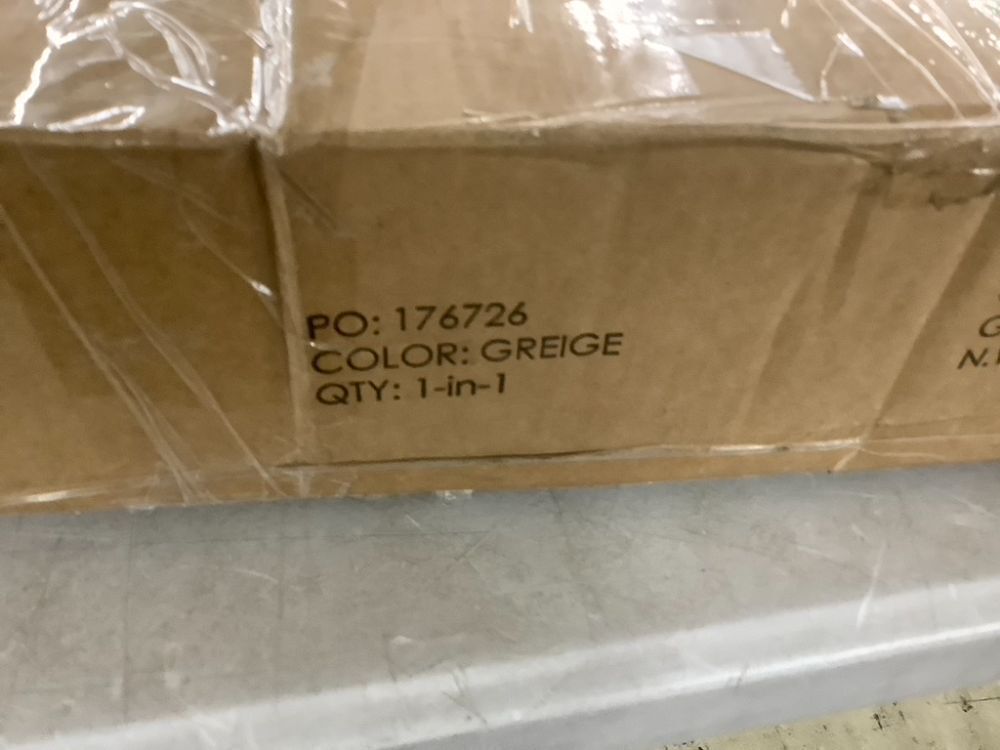 PO: 176726
COLOR: GREIGE
QTY: 1-in-1
G
N.